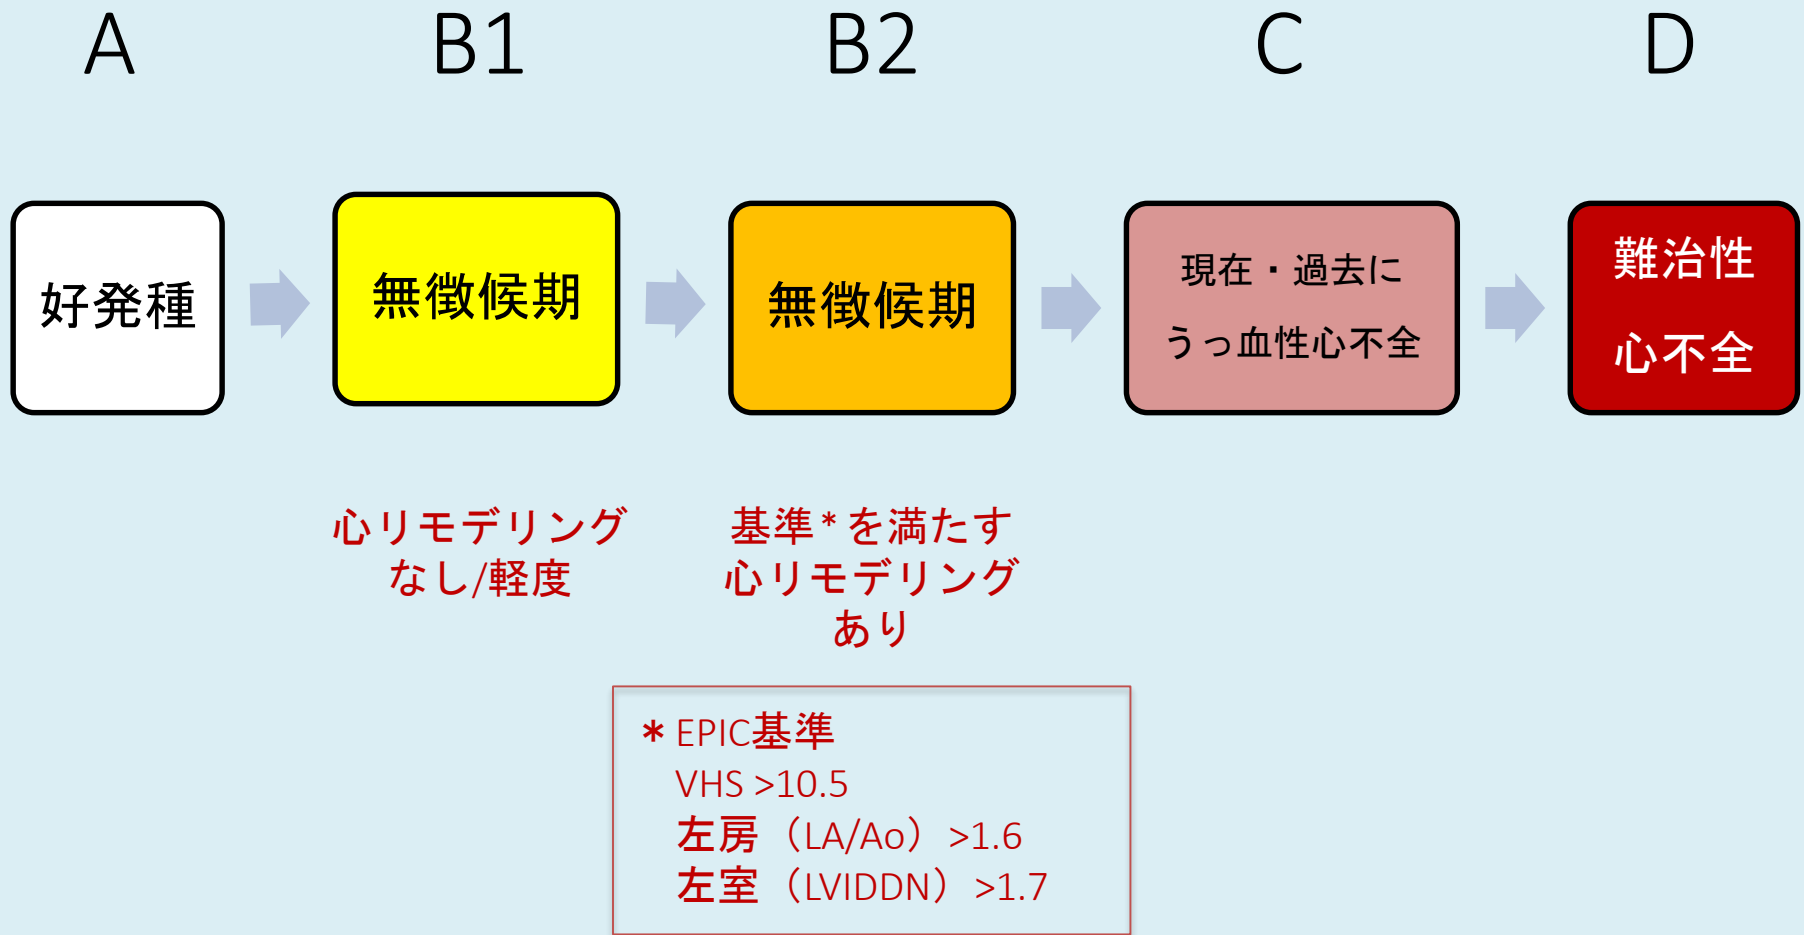 A
B1
B2
C
D
好発種
無徴候期
無徴候期
現在・過去に
うっ血性心不全
難治性
心不全
心リモデリング
なし/軽度
基準*を満たす
心リモデリング
あり
* EPIC基準
VHS >10.5
左房（LA/Ao）>1.6
左室（LVIDDN）>1.7